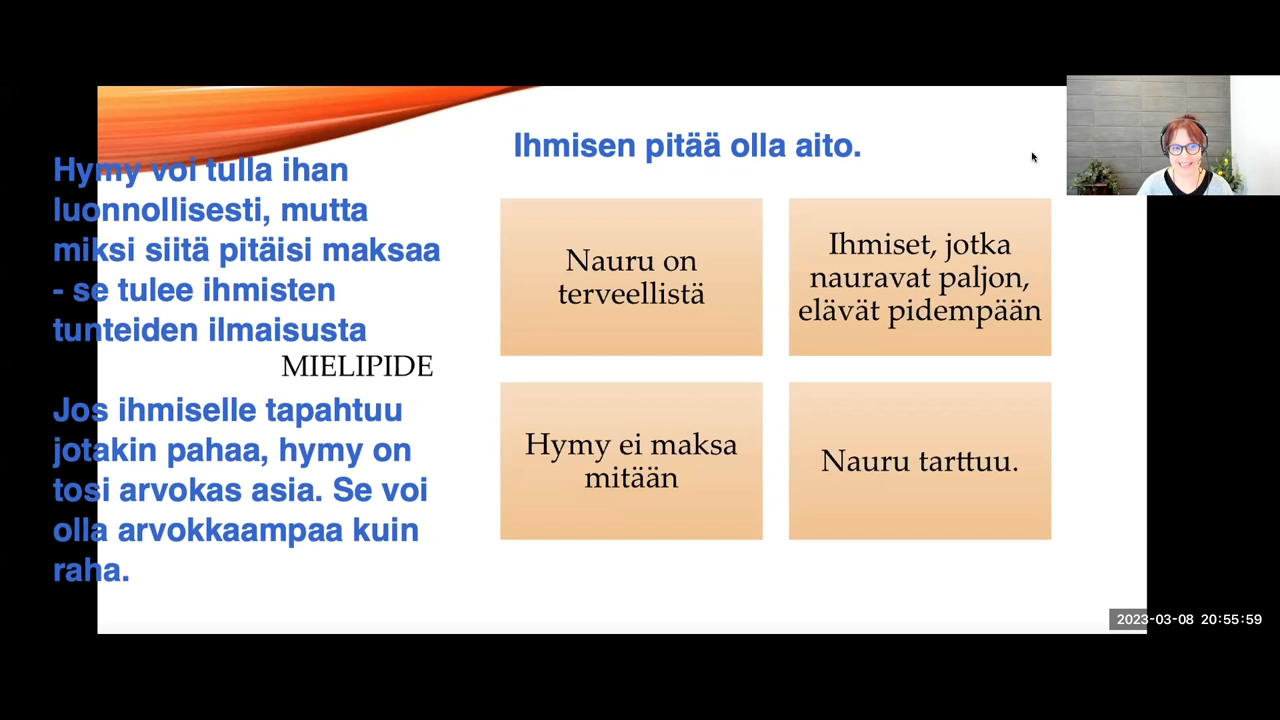 Hymy voi tulla ihan
luonnollisesti, mutta
miksi siitä pitäisi maksaa
- se tulee ihmisten
tunteiden ilmaisusta
MIELIPIDE
Jos ihmiselle tapahtuu
jotakin pahaa, hymy on
tosi arvokas asia. Se voi
olla arvokkaampaa kuin
raha.
Ihmisen pitää olla aito.
Nauru on
terveellistä
Ihmiset, jotka
nauravat paljon,
elävät pidempään
Hymy ei maksa
mitään
Nauru tarttuu.
2023-03-08 20:55:59